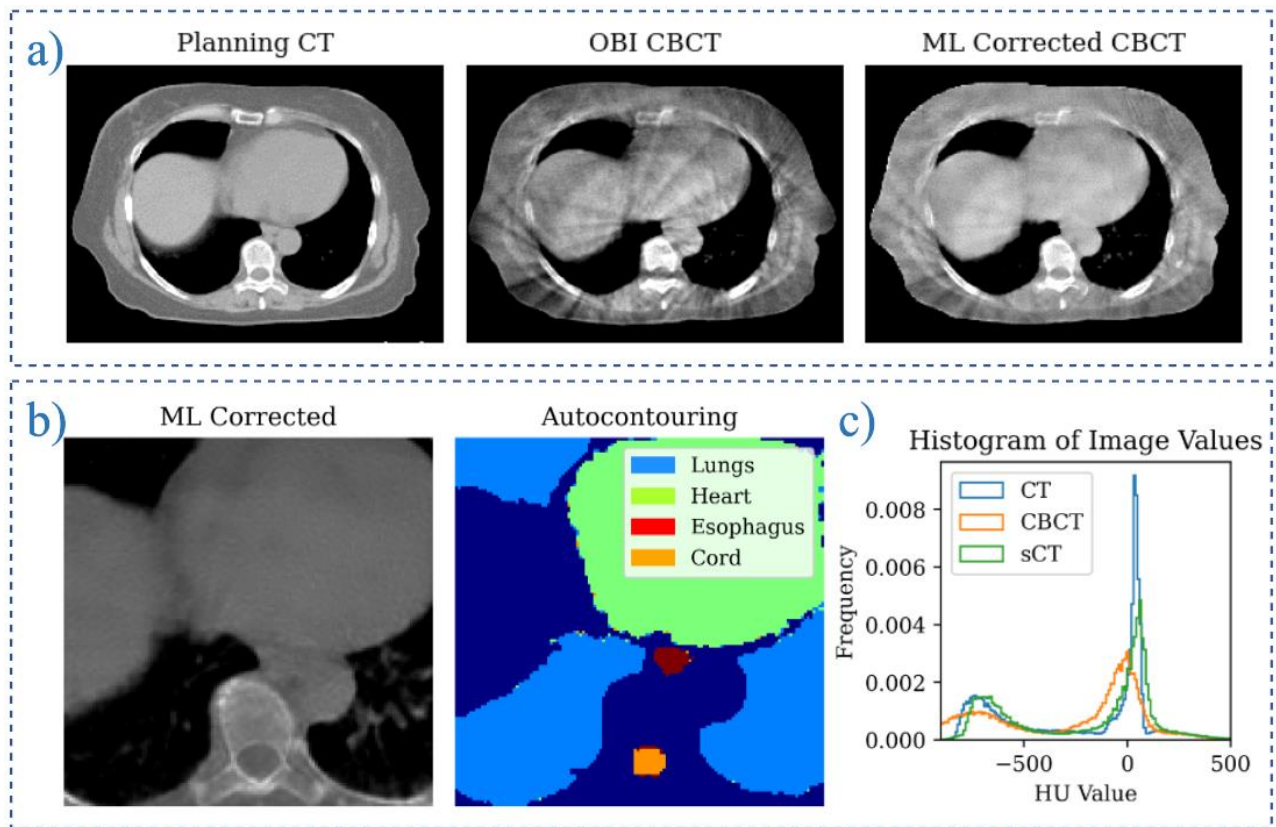 a)
Planning CT
OBI CBCT
ML Corrected CBCT
b)
ML Corrected
Autocontouring
Lungs
Heart
Esophagus
Cord
c)
Histogram of Image Values
CT
CBCT
sCT
Frequency
0.008
0.006
0.004
0.002
0.000
−500
0
500
HU Value